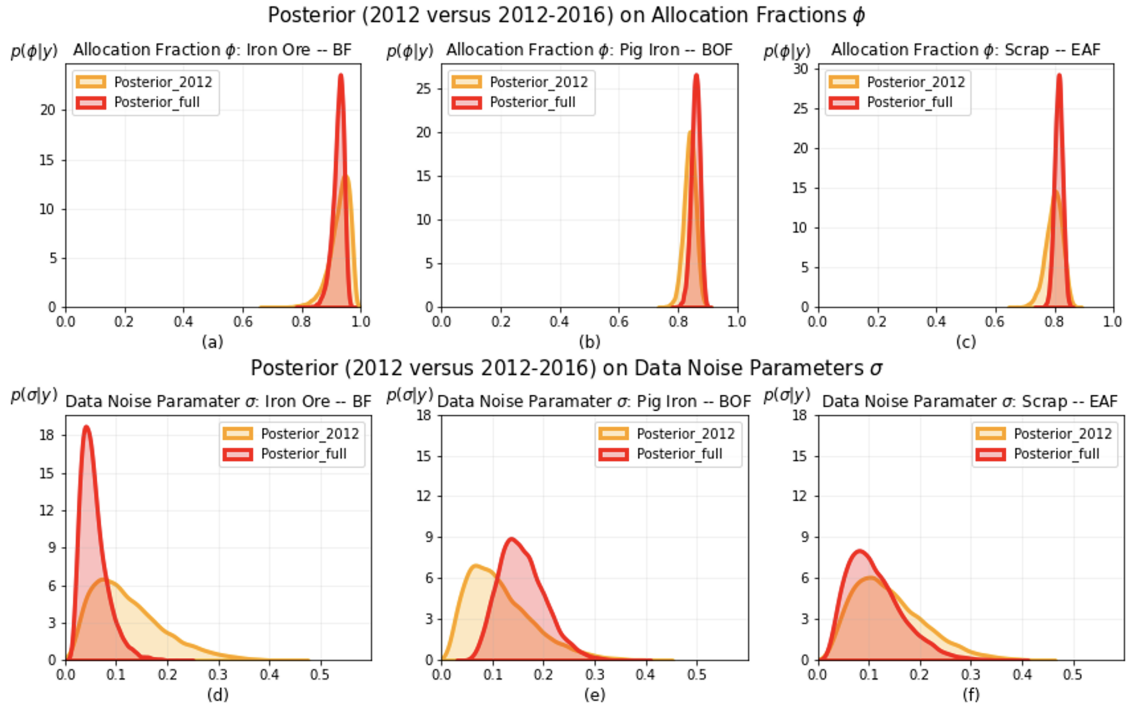 Posterior (2012 versus 2012-2016) on Allocation Fractions ϕ
p(ϕ|y) Allocation Fraction ϕ: Iron Ore -- BF
p(ϕ|y) Allocation Fraction ϕ: Pig Iron -- BOF
p(ϕ|y) Allocation Fraction ϕ: Scrap -- EAF
Posterior_2012
Posterior_full
20
15
10
5
0
0.0 0.2 0.4 0.6 0.8 1.0
(a)
Posterior_2012
Posterior_full
25
20
15
10
5
0
0.0 0.2 0.4 0.6 0.8 1.0
(b)
Posterior_2012
Posterior_full
30
25
20
15
10
5
0
0.0 0.2 0.4 0.6 0.8 1.0
(c)
Posterior (2012 versus 2012-2016) on Data Noise Parameters σ
p(σ|y) Data Noise Paramater σ: Iron Ore -- BF
p(σ|y) Data Noise Paramater σ: Pig Iron -- BOF
p(σ|y) Data Noise Paramater σ: Scrap -- EAF
Posterior_2012
Posterior_full
18
15
12
9
6
3
0
0.0 0.1 0.2 0.3 0.4 0.5
(d)
Posterior_2012
Posterior_full
18
15
12
9
6
3
0
0.0 0.1 0.2 0.3 0.4 0.5
(e)
Posterior_2012
Posterior_full
18
15
12
9
6
3
0
0.0 0.1 0.2 0.3 0.4 0.5
(f)